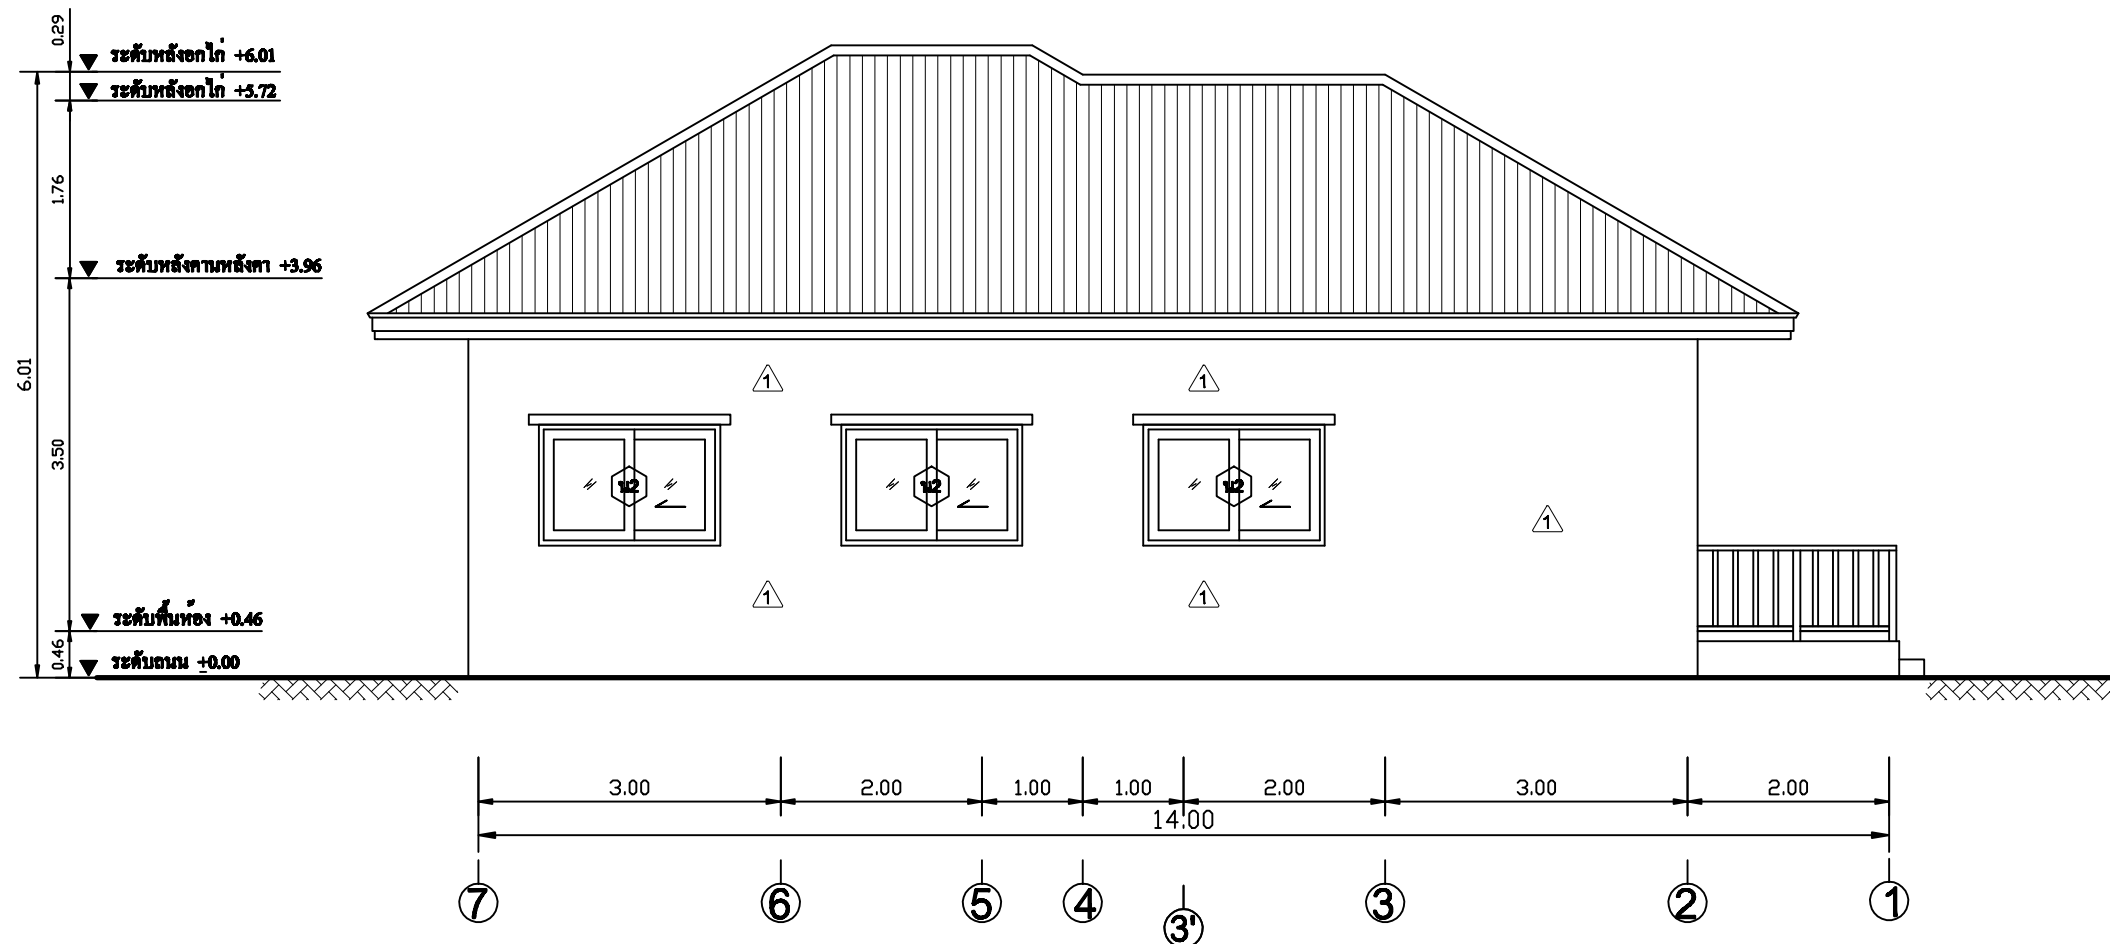 0.29
ระดับหลังอกไก่ +6.01
ระดับหลังอกไก่ +5.72
1.76
ระดับหลังคานหลังคา +3.96
6.01
1 1
3.50
น2 น2 น2
1
1 1
ระดับพื้นห้อง +0.46
0.46
ระดับถนน ±0.00
3.00 2.00 1.00 1.00 2.00 3.00 2.00
14.00
7 6 5 4 3' 3 2 1